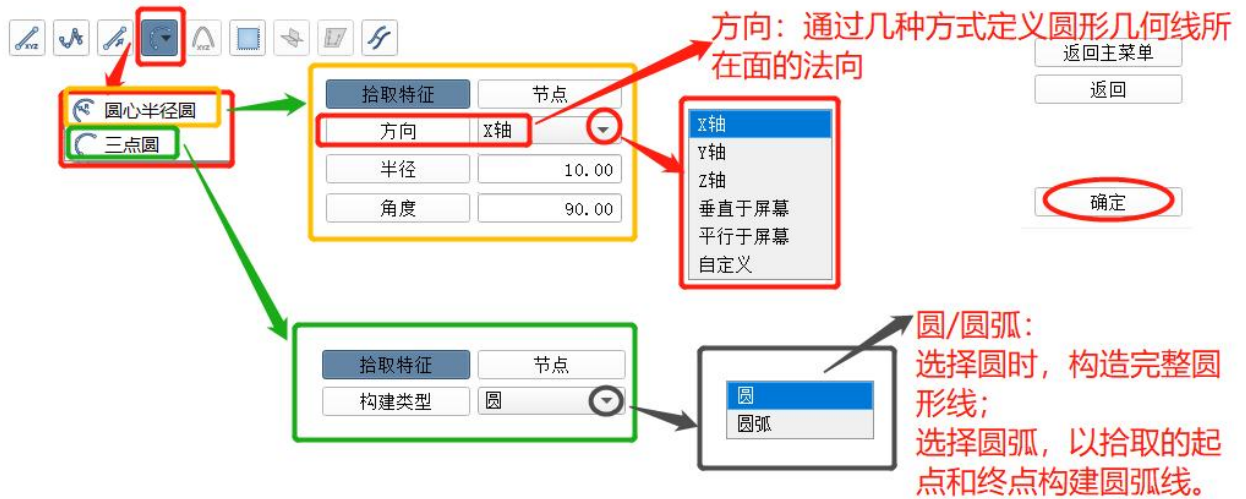 方向：通过几种方式定义圆形几何线所
在面的法向
返回主菜单
返回
确定
XYZ
XYZ
圆心半径圆
三点圆
拾取特征 节点
方向 X轴
半径 10.00
角度 90.00
X轴
Y轴
Z轴
垂直于屏幕
平行于屏幕
自定义
拾取特征 节点
构建类型 圆
圆
圆弧
圆/圆弧：
选择圆时，构造完整圆
形线；
选择圆弧，以拾取的起
点和终点构建圆弧线。